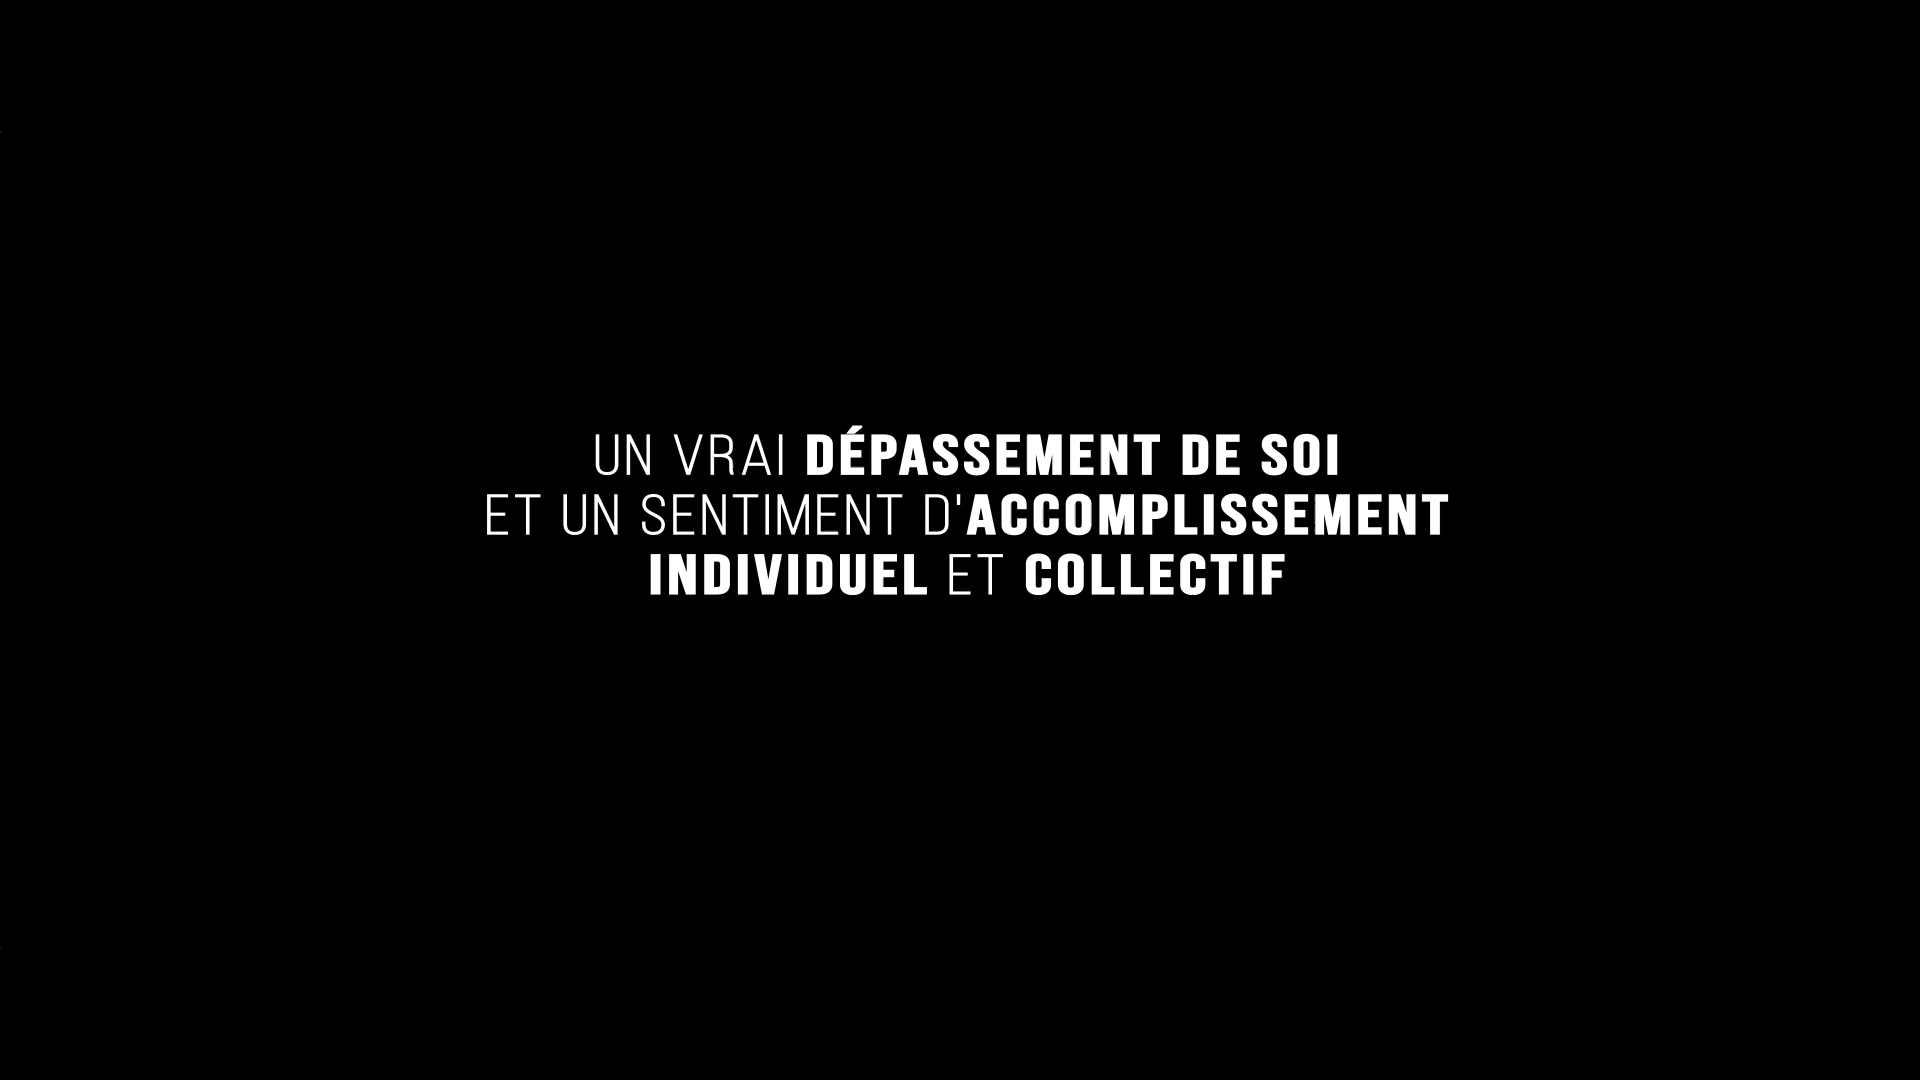 UN VRAI DÉPASSEMENT DE SOI
ET UN SENTIMENT D'ACCOMPLISSEMENT
INDIVIDUEL ET COLLECTIF